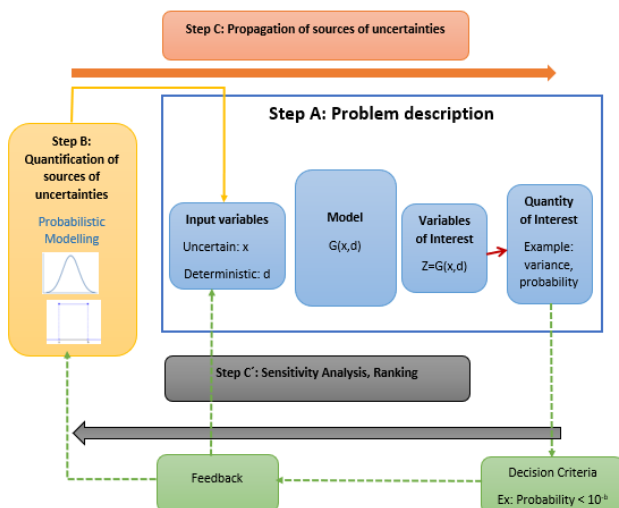 Step C: Propagation of sources of uncertainties
Step A: Problem description
Step B:
Quantification of
sources of
uncertainties
Probabilistic
Modelling
Input variables
Uncertain: x
Deterministic: d
Model
G(x,d)
Variables
of Interest
Z=G(x,d)
Quantity
of Interest
Example:
variance,
probability
Step C´: Sensitivity Analysis, Ranking
Feedback
Decision Criteria
Ex: Probability < 10⁻ᵇ